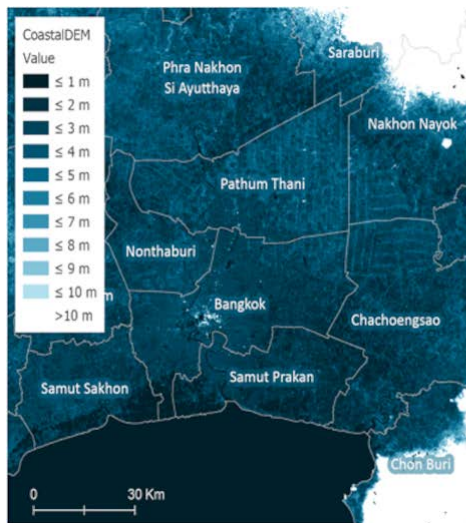 CoastalDEM
Value
≤ 1 m
≤ 2 m
≤ 3 m
≤ 4 m
≤ 5 m
≤ 6 m
≤ 7 m
≤ 8 m
≤ 9 m
≤ 10 m
>10 m
Phra Nakhon
Si Ayutthaya
Saraburi
Nakhon Nayok
Pathum Thani
Nonthaburi
m
Bangkok
Chachoengsao
Samut Sakhon
Samut Prakan
Chon Buri
0 30 Km